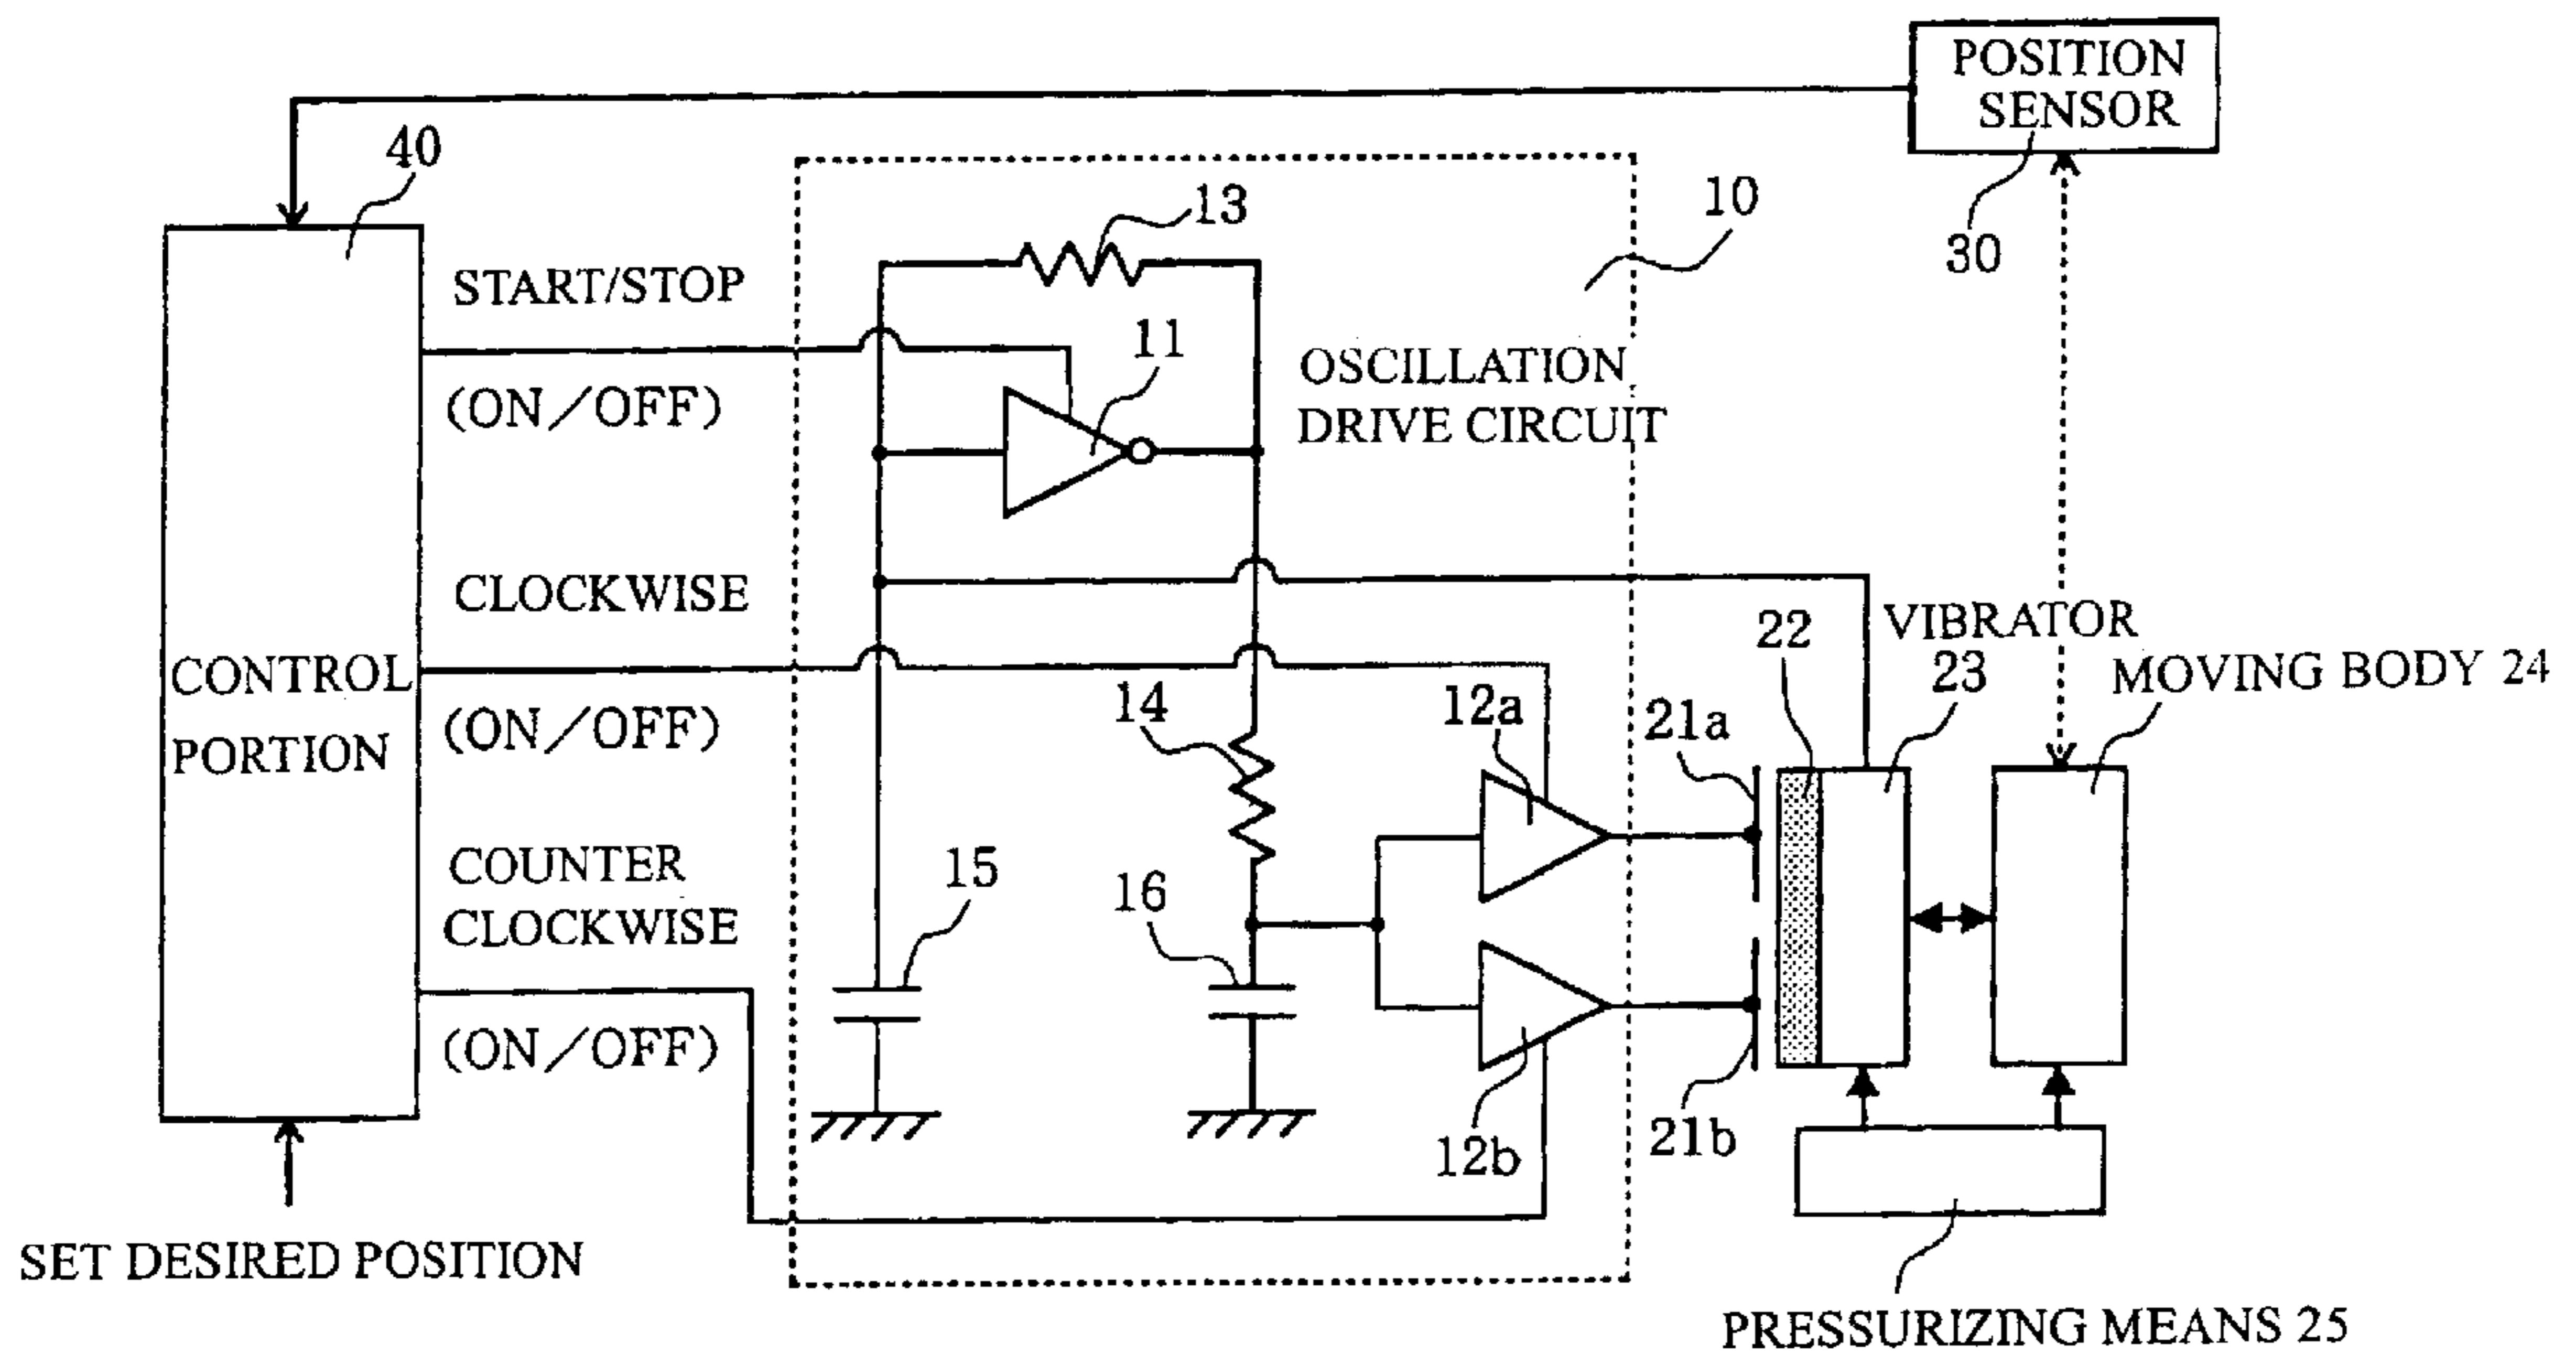 POSITION
SENSOR
30
40
13
10
START/STOP
11
(ON／OFF)
OSCILLATION
DRIVE CIRCUIT
CLOCKWISE
22
VIBRATOR
23
MOVING BODY 24
CONTROL
PORTION
(ON／OFF)
14
12a
21a
COUNTER
CLOCKWISE
15
16
(ON／OFF)
12b
21b
SET DESIRED POSITION
PRESSURIZING MEANS 25